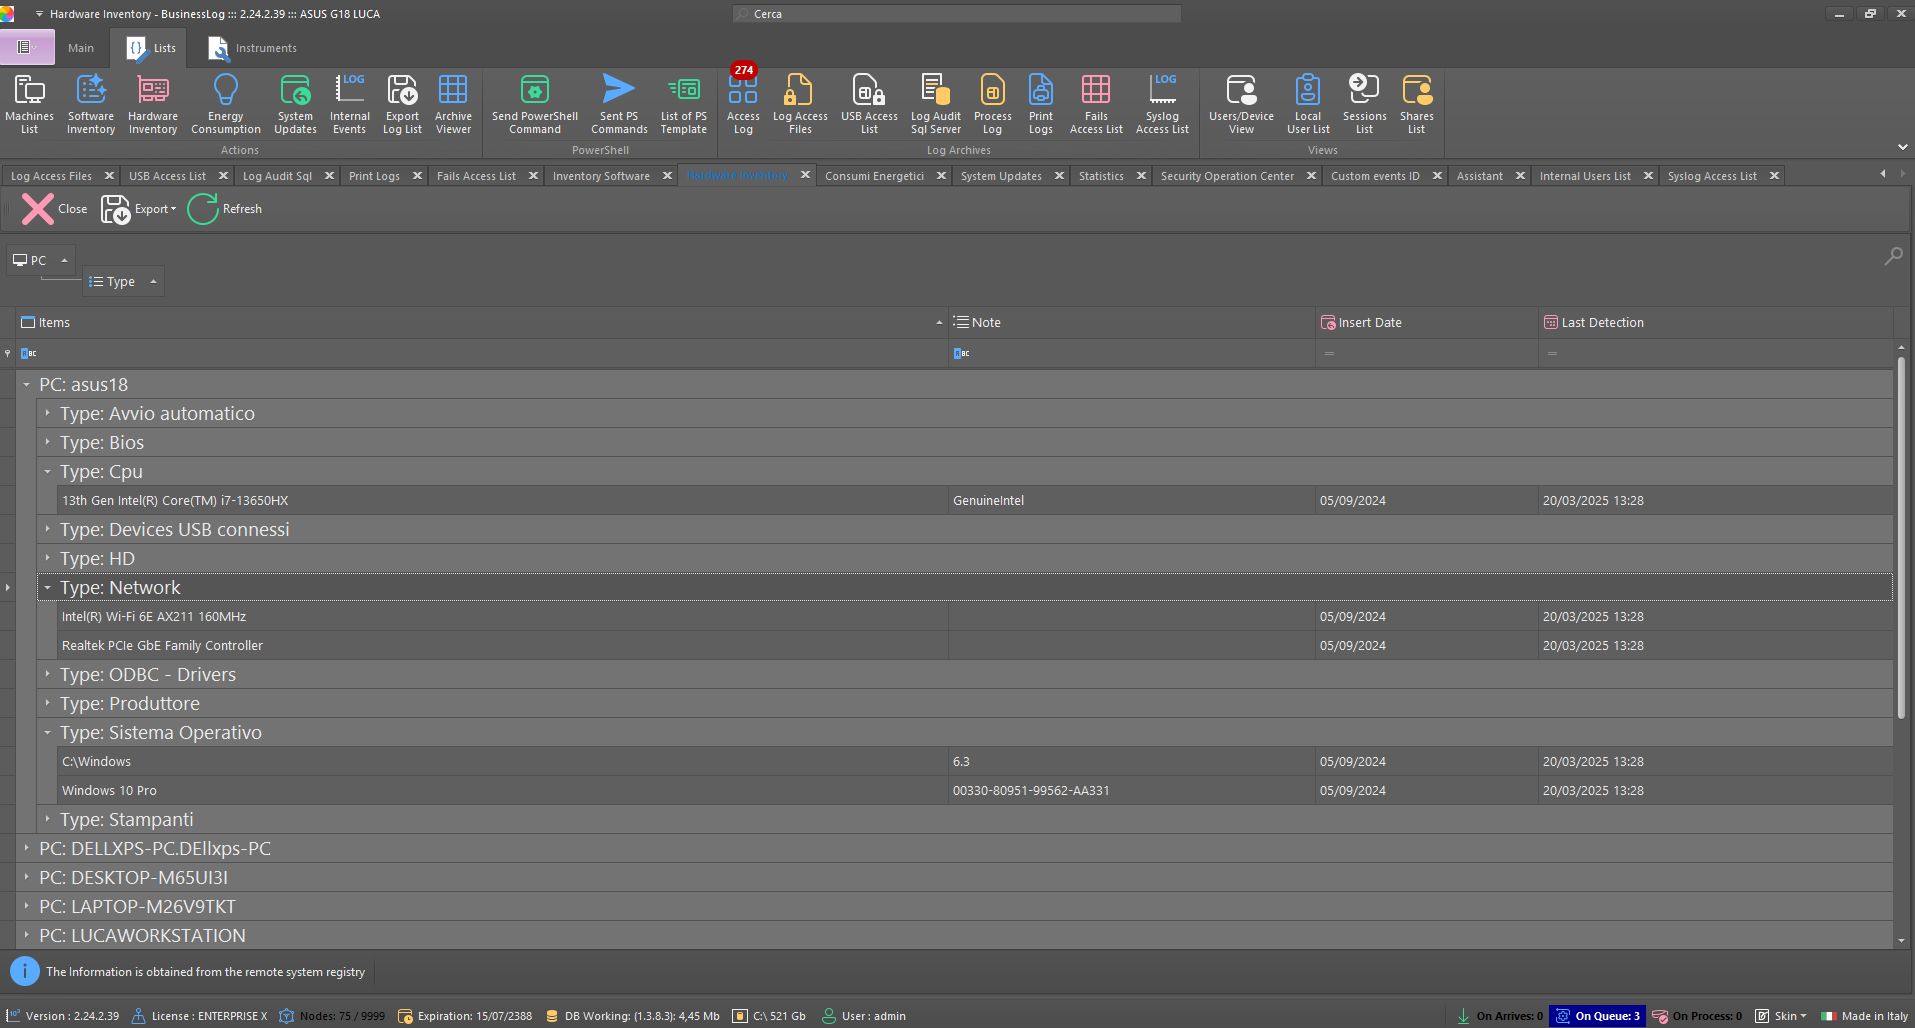 Hardware Inventory - BusinessLog ::: 2.24.2.39 ::: ASUS G18 LUCA
Cerca
Main
Lists
Instruments
LOG
LOG
274
Machines List
Software Inventory
Hardware Inventory
Energy Consumption
System Updates
Internal Events
Export Log List
Archive Viewer
Send PowerShell Command
Sent PS Commands
List of PS Template
Access Log
Log Access Files
USB Access List
Log Audit Sql Server
Process Log
Print Logs
Fails Access List
Syslog Access List
Users/Device View
Local User List
Sessions List
Shares List
Actions
PowerShell
Log Archives
Views
Log Access Files
USB Access List
Log Audit Sql
Print Logs
Fails Access List
Inventory Software
Hardware Inventory
Consumi Energetici
System Updates
Statistics
Security Operation Center
Custom events ID
Assistant
Internal Users List
Syslog Access List
Close
Export
Refresh
PC
Type
Items
Note
Insert Date
Last Detection
ABC
ABC
=
=
PC: asus18
Type: Avvio automatico
Type: Bios
Type: Cpu
13th Gen Intel(R) Core(TM) i7-13650HX GenuineIntel 05/09/2024 20/03/2025 13:28
Type: Devices USB connessi
Type: HD
Type: Network
Intel(R) Wi-Fi 6E AX211 160MHz 05/09/2024 20/03/2025 13:28
Realtek PCIe GbE Family Controller 05/09/2024 20/03/2025 13:28
Type: ODBC - Drivers
Type: Produttore
Type: Sistema Operativo
C:\Windows 6.3 05/09/2024 20/03/2025 13:28
Windows 10 Pro 00330-80951-99562-AA331 05/09/2024 20/03/2025 13:28
Type: Stampanti
PC: DELLXPS-PC.DEllxps-PC
PC: DESKTOP-M65UI3I
PC: LAPTOP-M26V9TKT
PC: LUCAWORKSTATION
The Information is obtained from the remote system registry
Version : 2.24.2.39
License : ENTERPRISE X
Nodes: 75 / 9999
Expiration: 15/07/2388
DB Working: (1.3.8.3); 4,45 Mb
C:\ 521 Gb
User : admin
On Arrives: 0
On Queue: 3
On Process: 0
Skin
Made in Italy